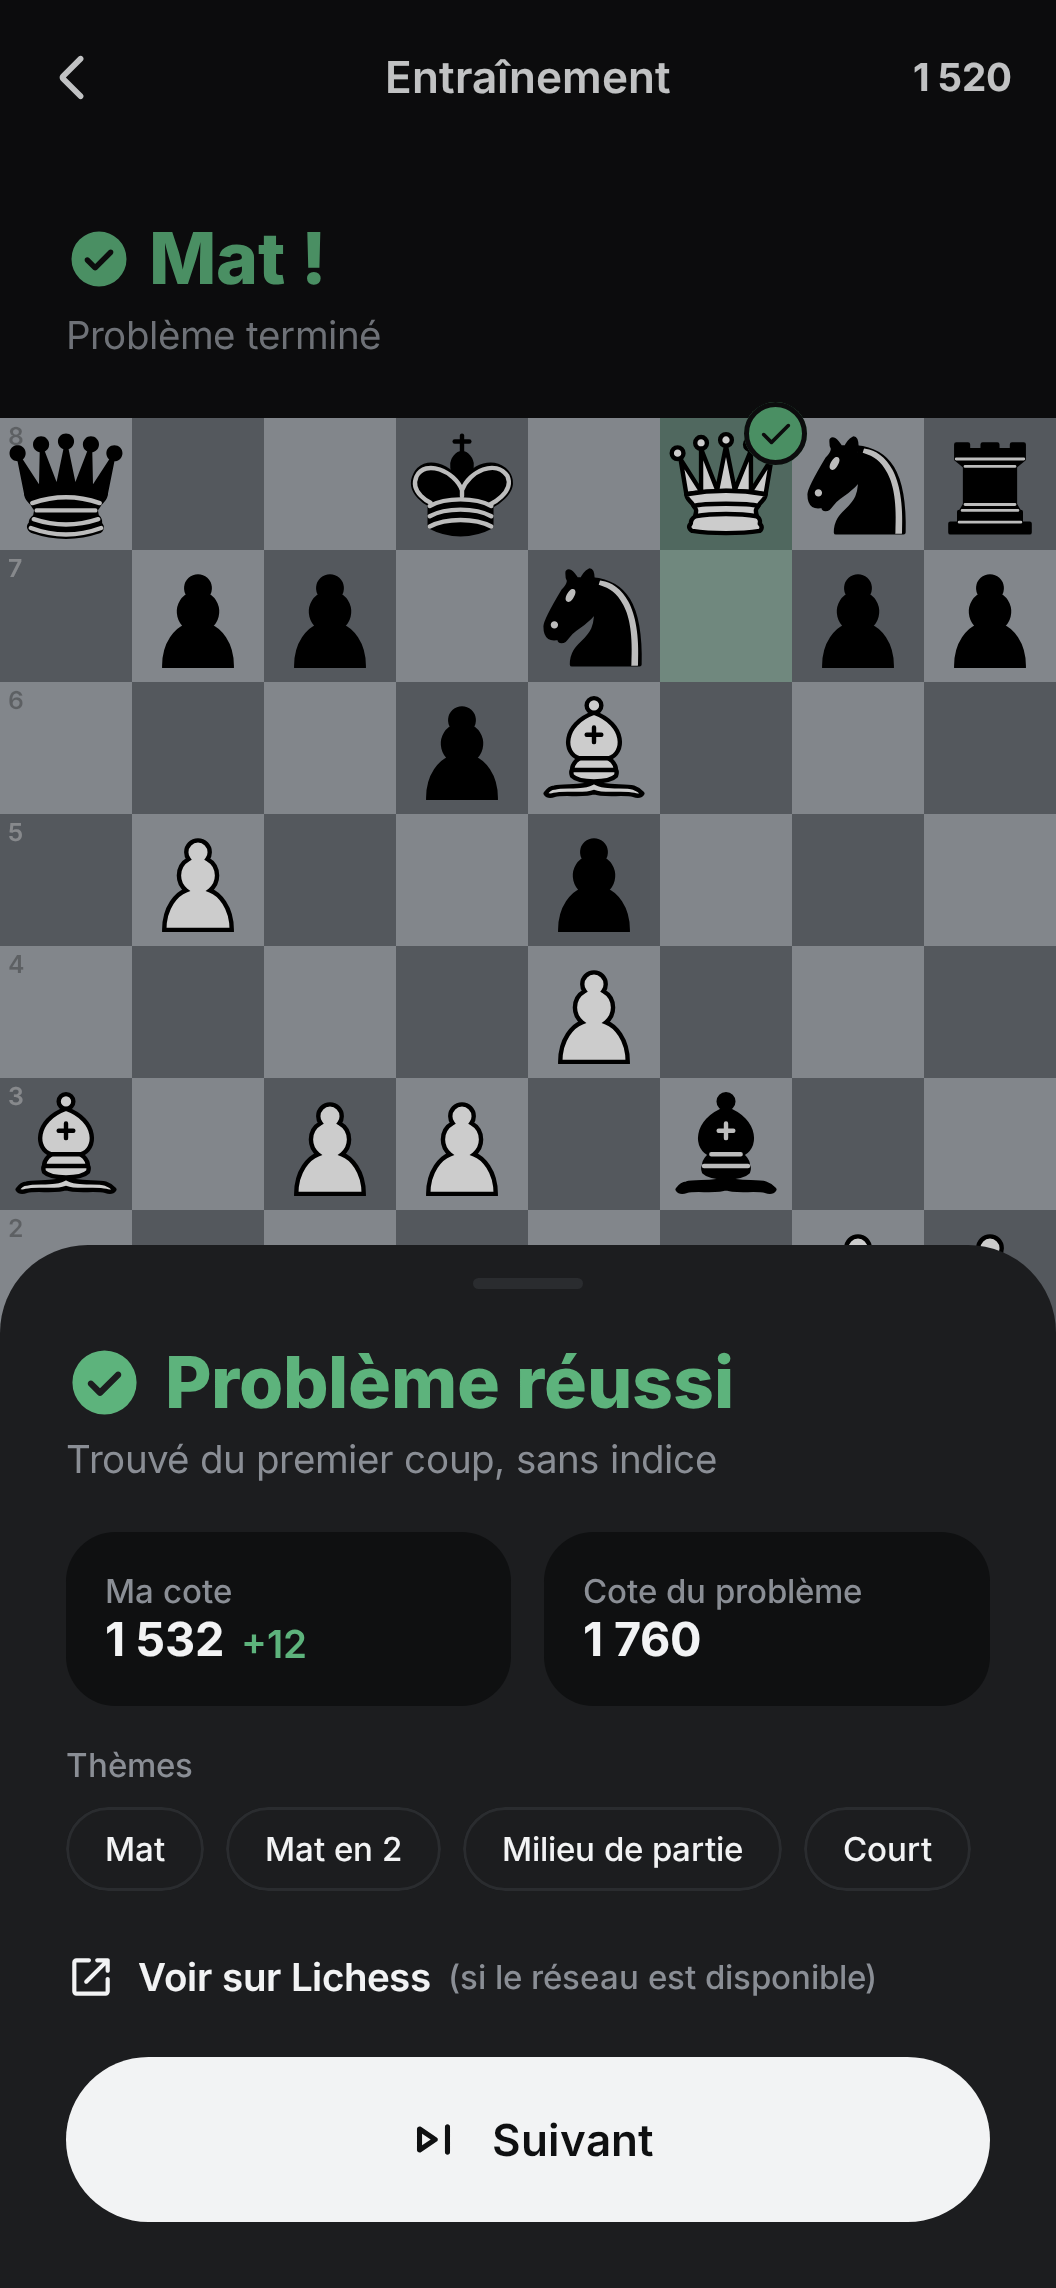 Entraînement
1 520
Mat !
Problème terminé
8
7
6
5
4
3
2
Problème réussi
Trouvé du premier coup, sans indice
Ma cote
1 532 +12
Cote du problème
1 760
Thèmes
Mat
Mat en 2
Milieu de partie
Court
Voir sur Lichess (si le réseau est disponible)
Suivant